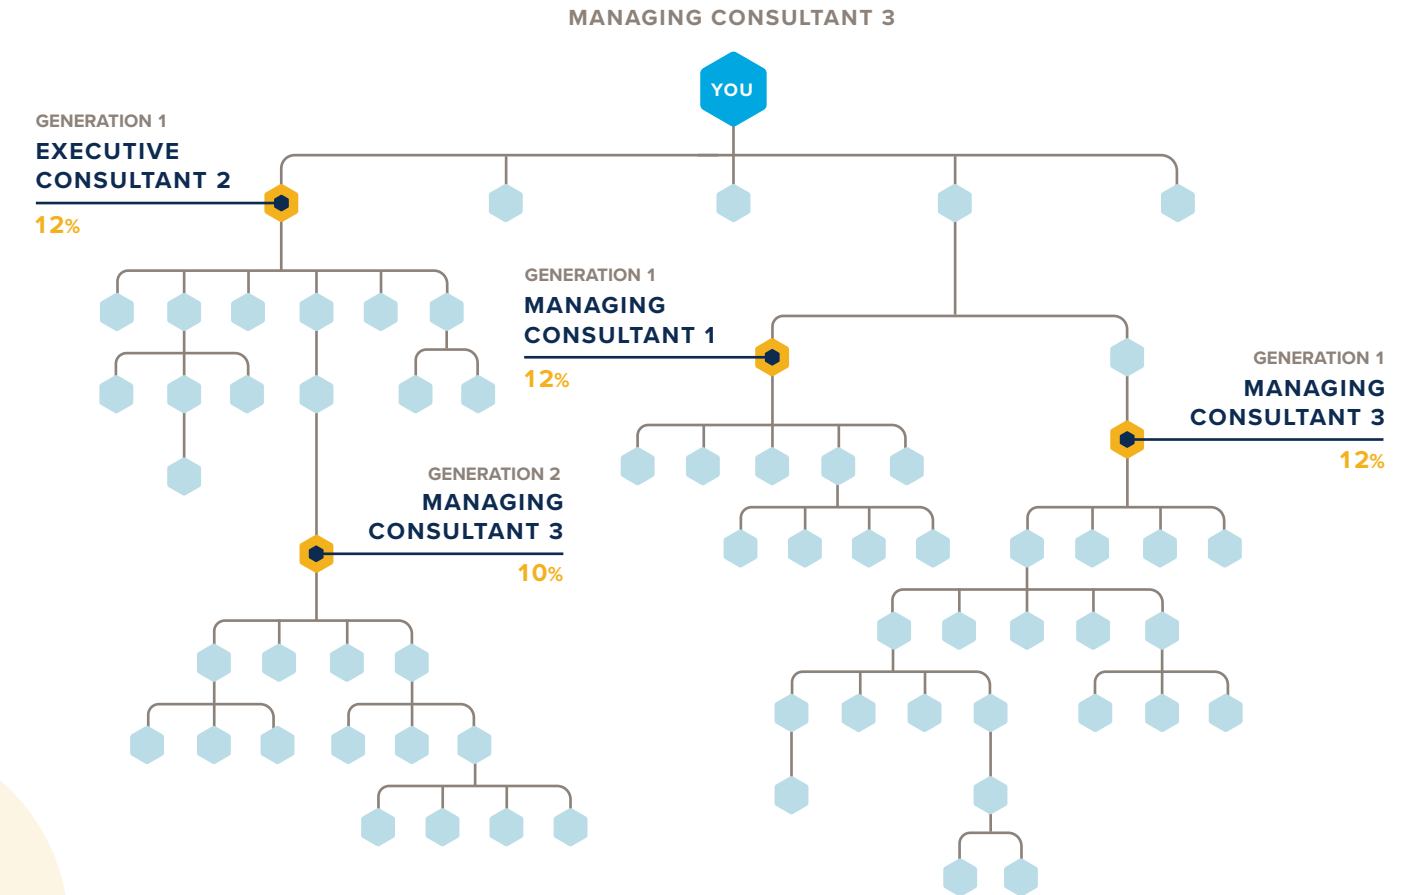 MANAGING CONSULTANT 3
YOU
GENERATION 1
EXECUTIVE
CONSULTANT 2
12%
GENERATION 1
MANAGING
CONSULTANT 1
12%
GENERATION 1
MANAGING
CONSULTANT 3
12%
GENERATION 2
MANAGING
CONSULTANT 3
10%